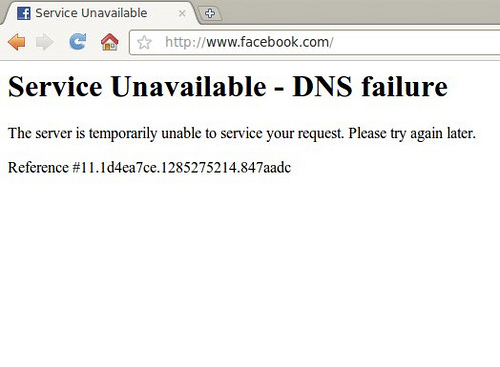 Service Unavailable
http://www.facebook.com/
Service Unavailable - DNS failure
The server is temporarily unable to service your request. Please try again later.
Reference #11.1d4ea7ce.1285275214.847aadc